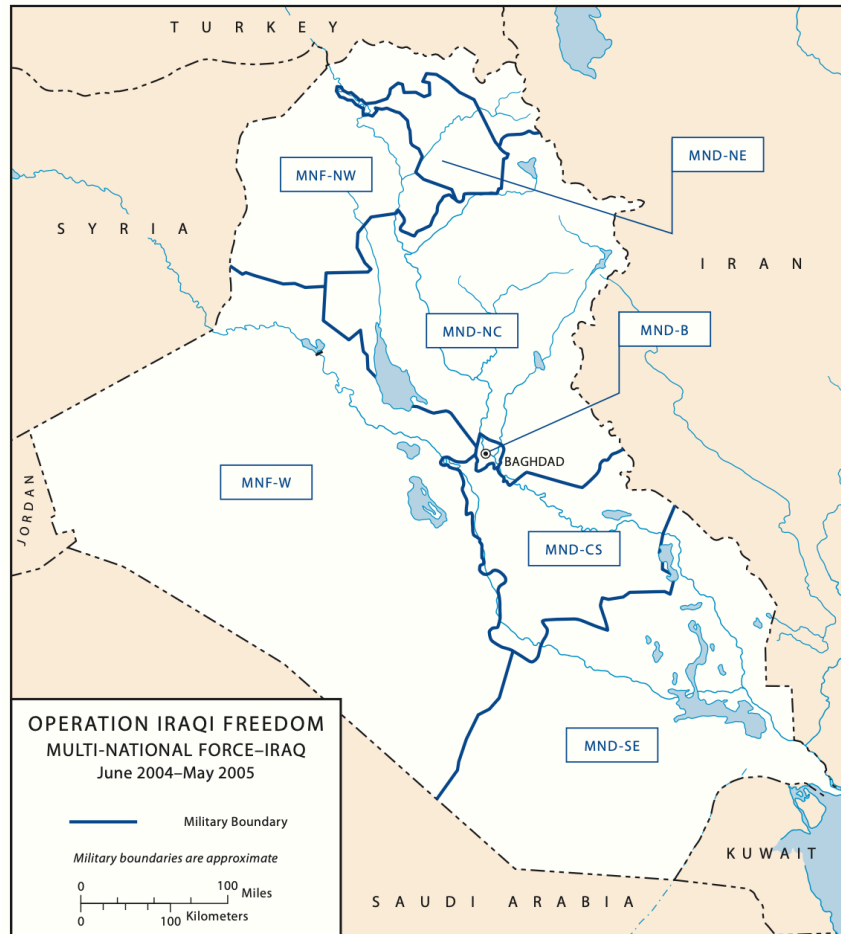 TURKEY
MND-NE
MNF-NW
SYRIA
IRAN
MND-NC
MND-B
BAGHDAD
MNF-W
JORDAN
MND-CS
OPERATION IRAQI FREEDOM
MULTI-NATIONAL FORCE–IRAQ
June 2004–May 2005
Military Boundary
Military boundaries are approximate
0 100 Miles
0 100 Kilometers
MND-SE
KUWAIT
SAUDI ARABIA